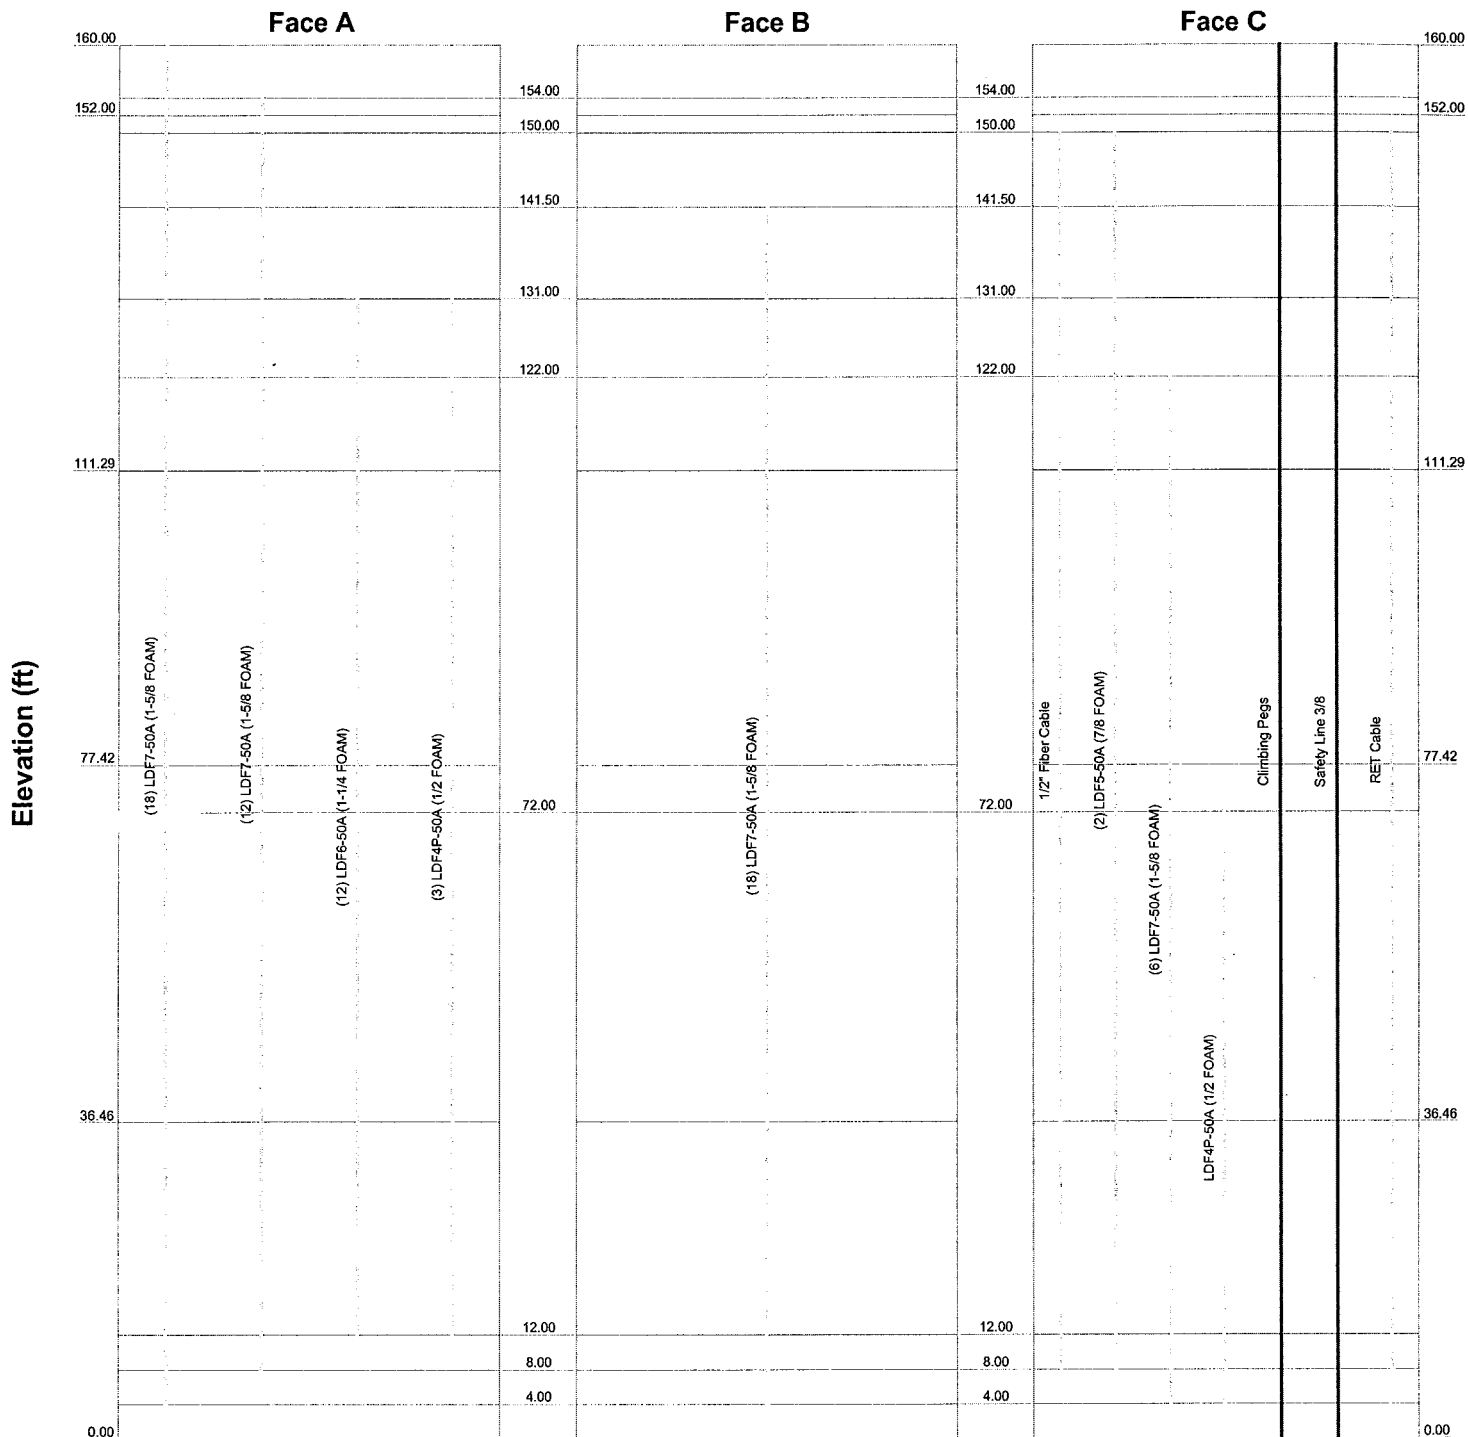 Face A
Face B
Face C
160.00
160.00
154.00
154.00
152.00
152.00
150.00
150.00
141.50
141.50
131.00
131.00
122.00
122.00
111.29
111.29
Elevation (ft)
(18) LDF7-50A (1-5/8 FOAM)
(12) LDF7-50A (1-5/8 FOAM)
(12) LDF6-50A (1-1/4 FOAM)
(3) LDF4P-50A (1/2 FOAM)
(18) LDF7-50A (1-5/8 FOAM)
1/2" Fiber Cable
(2) LDF5-50A (7/8 FOAM)
(6) LDF7-50A (1-5/8 FOAM)
LDF4P-50A (1/2 FOAM)
Climbing Pegs
Safety Line 3/8
RET Cable
77.42
77.42
72.00
72.00
36.46
36.46
12.00
12.00
8.00
8.00
4.00
4.00
0.00
0.00